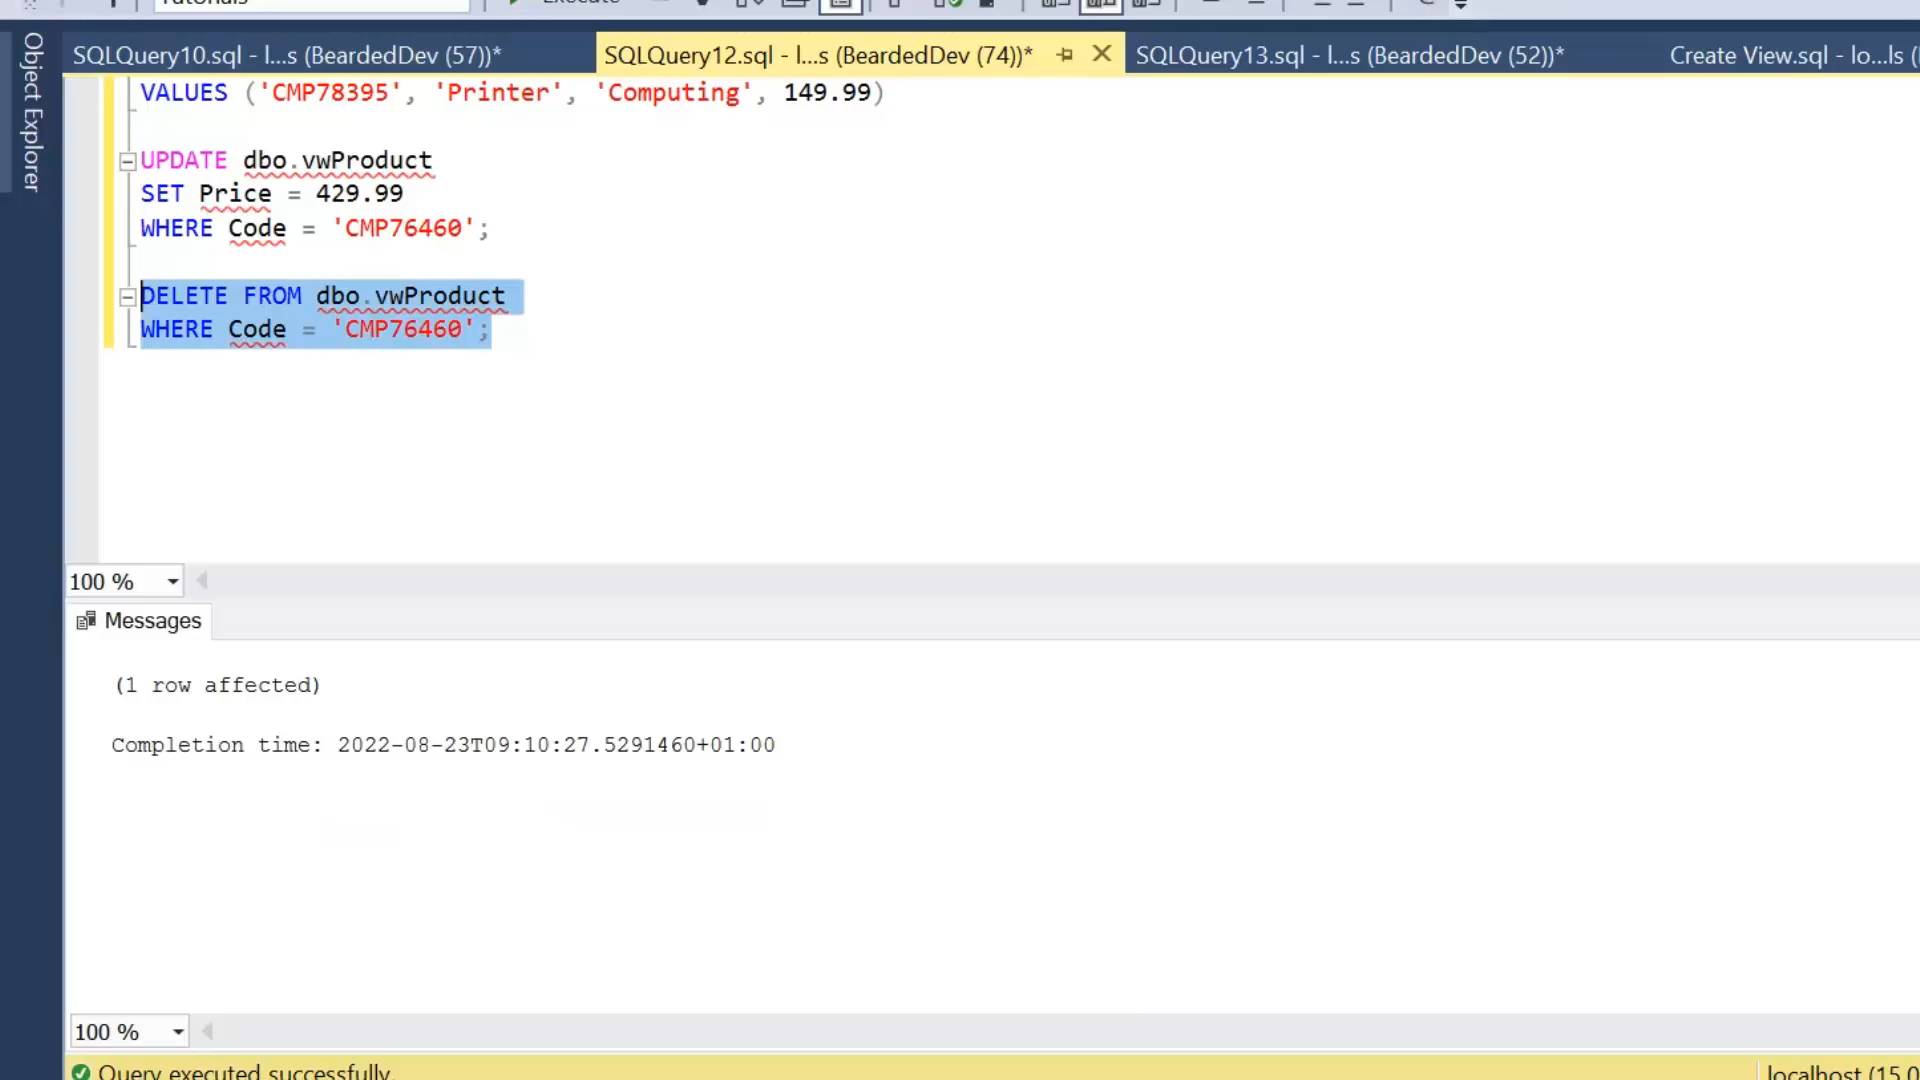 Tutorials
Execute
Object Explorer
SQLQuery10.sql - l...s (BeardedDev (57))*
SQLQuery12.sql - l...s (BeardedDev (74))*
SQLQuery13.sql - l...s (BeardedDev (52))*
Create View.sql - lo...ls (
VALUES ('CMP78395', 'Printer', 'Computing', 149.99)
UPDATE dbo.vwProduct
SET Price = 429.99
WHERE Code = 'CMP76460';
DELETE FROM dbo.vwProduct
WHERE Code = 'CMP76460';
100 %
Messages
(1 row affected)
Completion time: 2022-08-23T09:10:27.5291460+01:00
100 %
Query executed successfully.
localhost (15.0